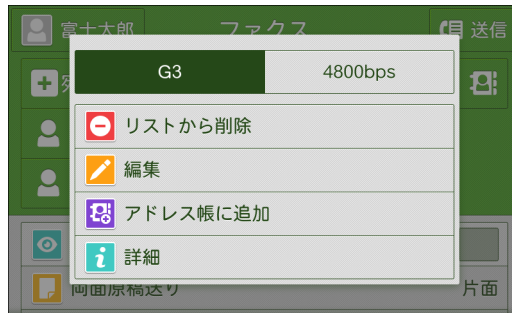 富士太郎 ファクス 送信
G3 4800bps
リストから削除
編集
アドレス帳に追加
詳細
両面原稿送り 片面